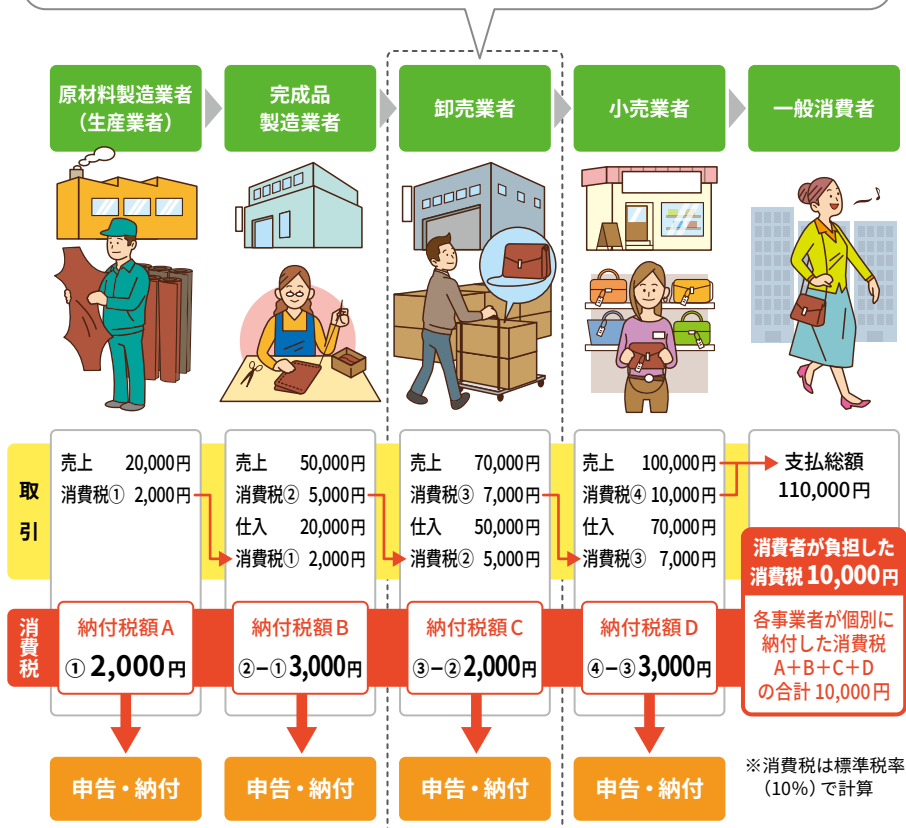 原材料製造業者
（生産業者）
完成品
製造業者
卸売業者
小売業者
一般消費者
取引
売上 20,000円
消費税① 2,000円
売上 50,000円
消費税② 5,000円
仕入 20,000円
消費税① 2,000円
売上 70,000円
消費税③ 7,000円
仕入 50,000円
消費税② 5,000円
売上 100,000円
消費税④ 10,000円
仕入 70,000円
消費税③ 7,000円
支払総額
110,000円
消費者が負担した
消費税 10,000円
各事業者が個別に
納付した消費税
A＋B＋C＋D
の合計 10,000円
消費税
納付税額 A
① 2,000円
納付税額 B
②−① 3,000円
納付税額 C
③−② 2,000円
納付税額 D
④−③ 3,000円
申告・納付
申告・納付
申告・納付
申告・納付
※消費税は標準税率
（10％）で計算